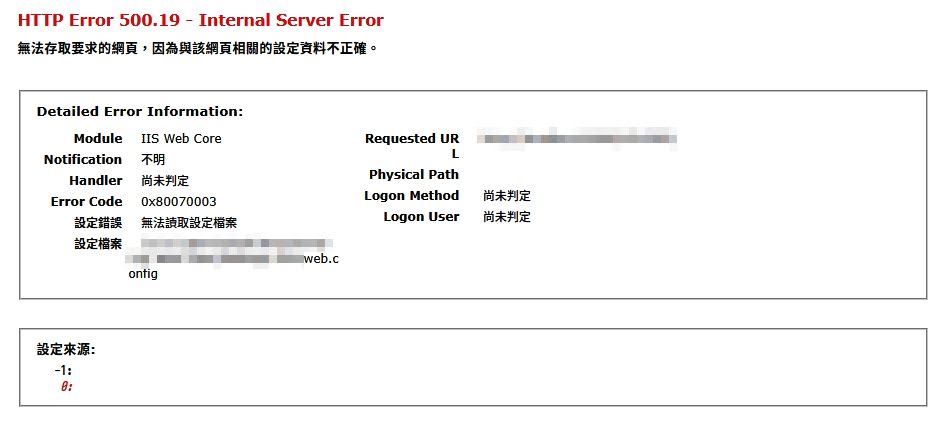 HTTP Error 500.19 - Internal Server Error
無法存取要求的網頁，因為與該網頁相關的設定資料不正確。
Detailed Error Information:
Module IIS Web Core
Notification 不明
Handler 尚未判定
Error Code 0x80070003
設定錯誤 無法讀取設定檔案
設定檔案
web.c
onfig
Requested UR
L
Physical Path
Logon Method 尚未判定
Logon User 尚未判定
設定來源:
-1:
0: